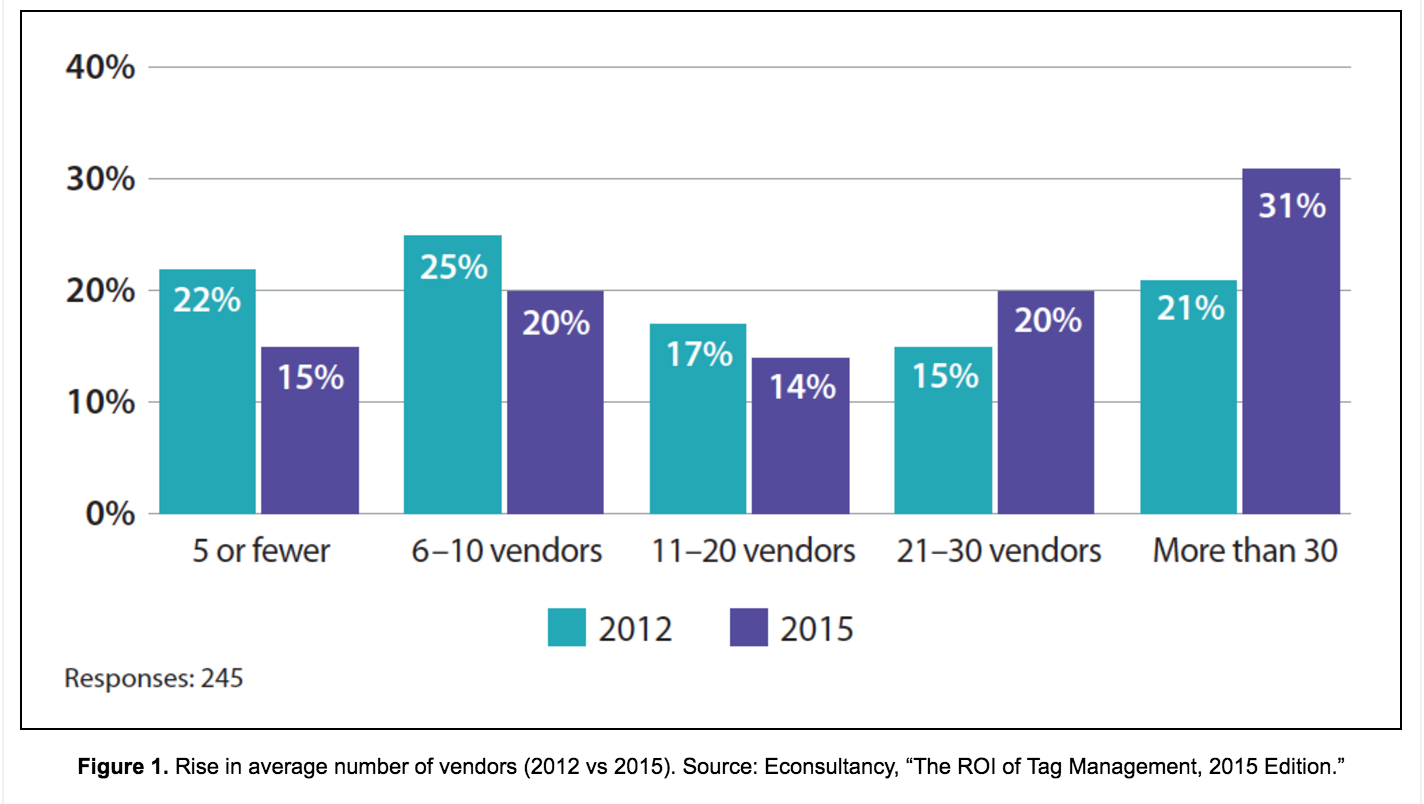 40%
30%
20%
10%
0%
22%
15%
25%
20%
17%
14%
15%
20%
21%
31%
5 or fewer
6–10 vendors
11–20 vendors
21–30 vendors
More than 30
2012
2015
Responses: 245
Figure 1. Rise in average number of vendors (2012 vs 2015). Source: Econsultancy, “The ROI of Tag Management, 2015 Edition.”